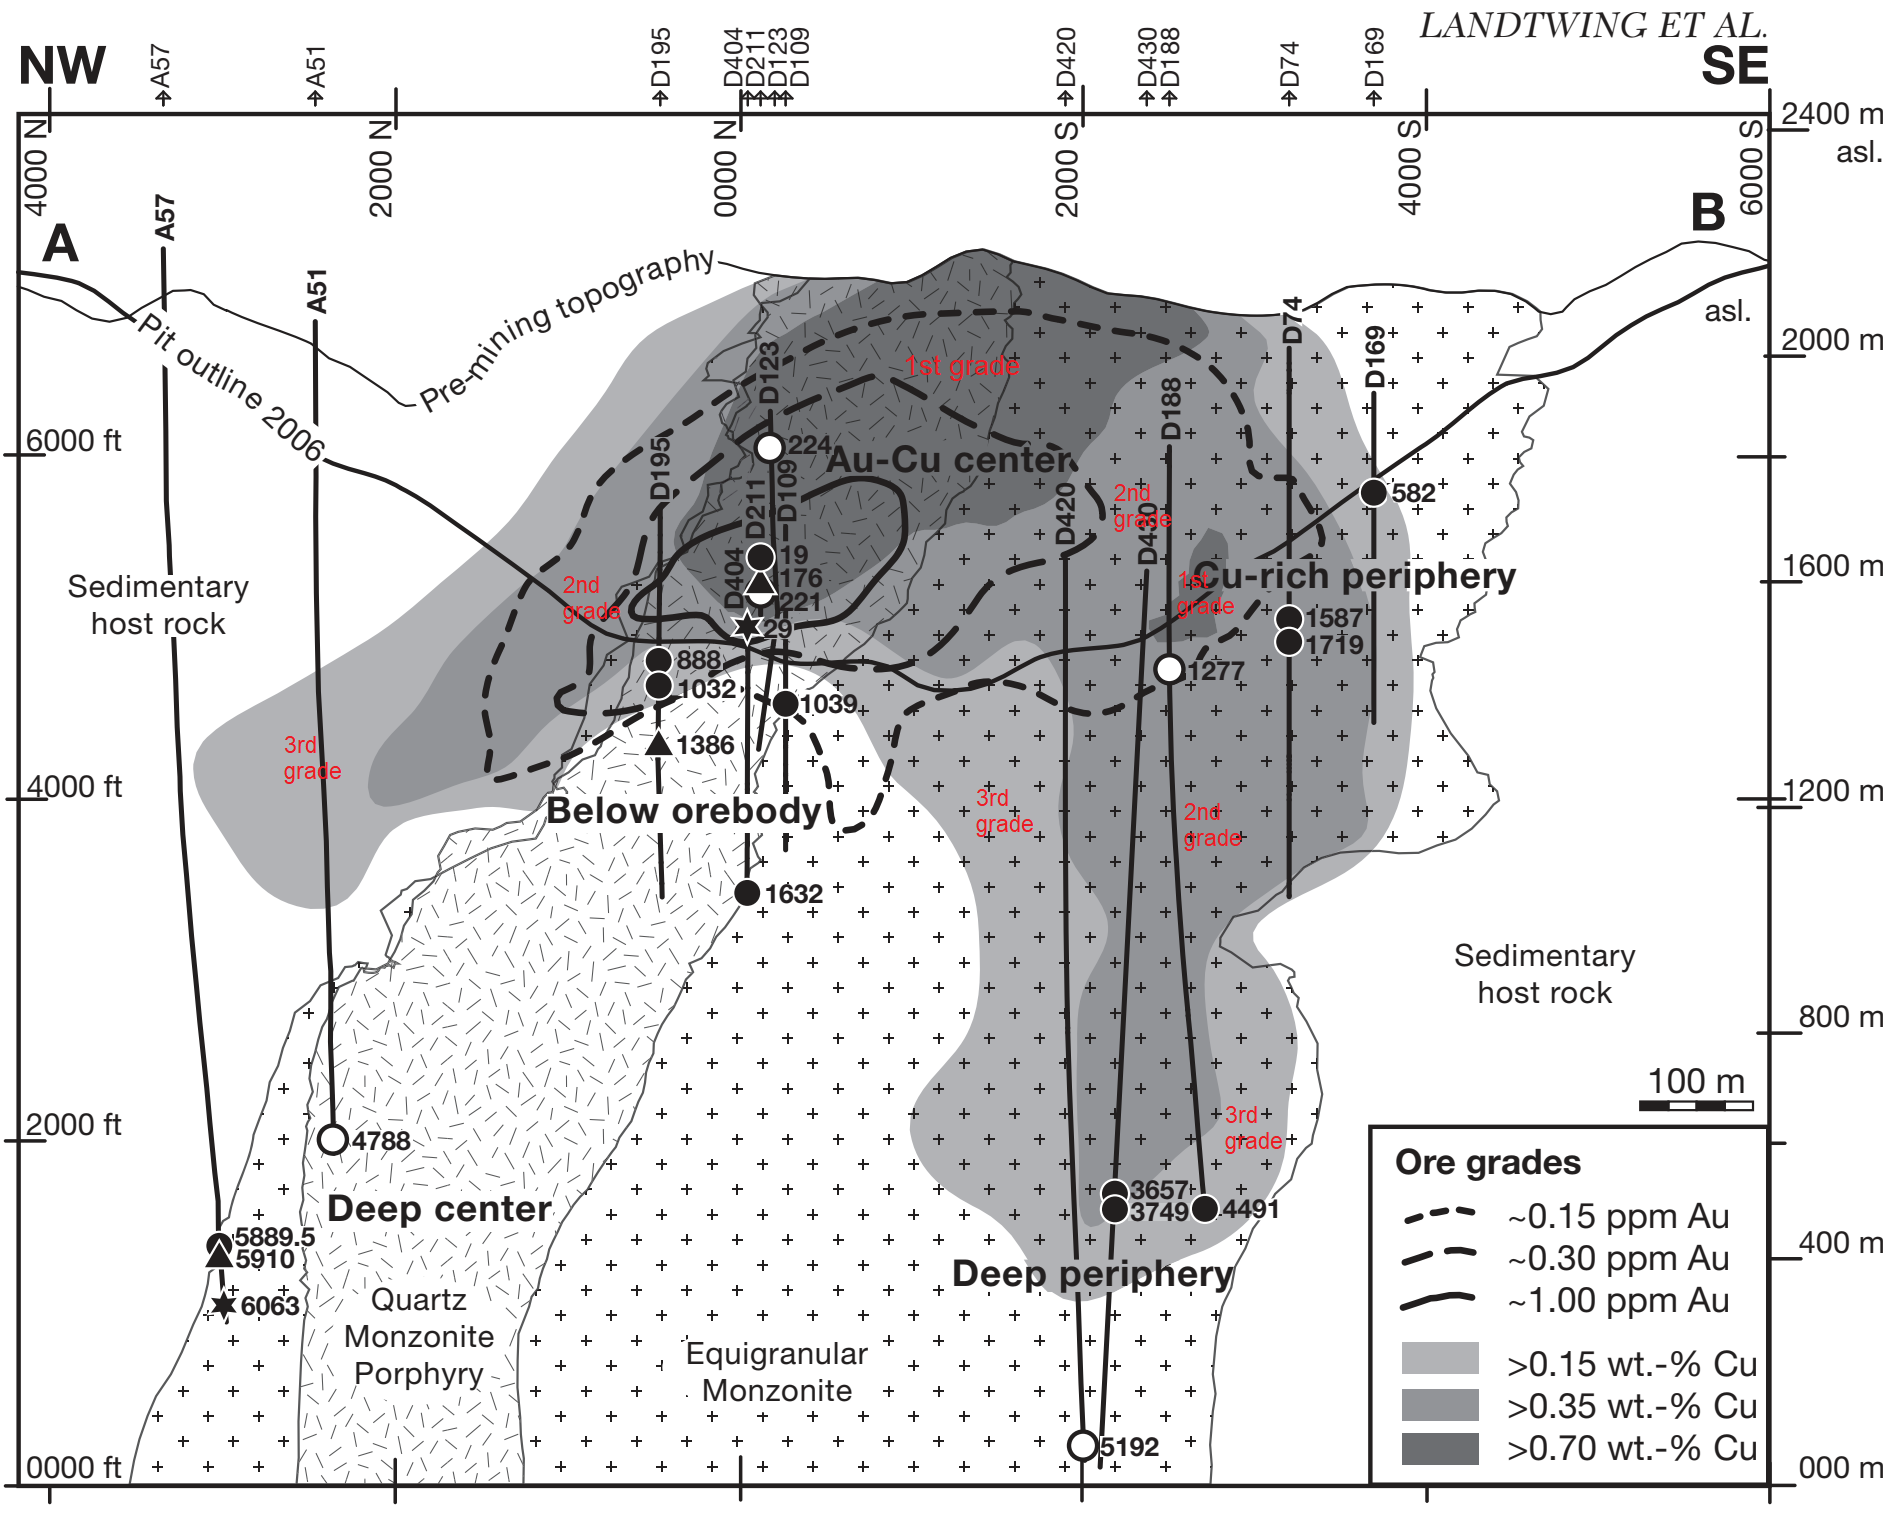 LANDTWING ET AL.
NW
SE
A57
A51
D195
D404
D211
D123
D109
D420
D430
D188
D74
D169
4000 N
2000 N
0000 N
2000 S
4000 S
6000 S
2400 m
asl.
A
B
A57
A51
Pre-mining topography
Pit outline 2006
asl.
2000 m
D74
D169
D123
1st grade
D188
6000 ft
224
Au-Cu center
D195
D211
D109
D420
2nd
grade
D430
582
19
176
221
D404
29
1st
grade
Cu-rich periphery
1600 m
Sedimentary
host rock
2nd
grade
1587
1719
888
1032
1277
1039
1386
3rd
grade
4000 ft
Below orebody
3rd
grade
2nd
grade
1200 m
1632
Sedimentary
host rock
800 m
100 m
2000 ft
4788
3rd
grade
3657
3749
4491
Deep center
5889.5
5910
6063
Deep periphery
400 m
Quartz
Monzonite
Porphyry
Equigranular
Monzonite
5192
0000 ft
000 m
Ore grades
~0.15 ppm Au
~0.30 ppm Au
~1.00 ppm Au
>0.15 wt.-% Cu
>0.35 wt.-% Cu
>0.70 wt.-% Cu